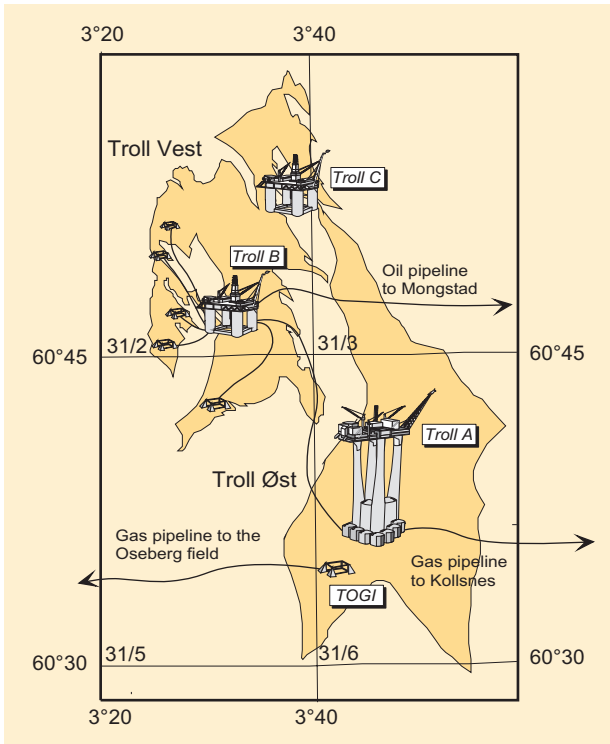 3°20
3°40
Troll Vest
Troll C
Troll B
Oil pipeline
to Mongstad
60°45
31/2
31/3
60°45
Troll A
Troll Øst
Gas pipeline to the
Oseberg field
Gas pipeline
to Kollsnes
TOGI
60°30
31/5
31/6
60°30
3°20
3°40